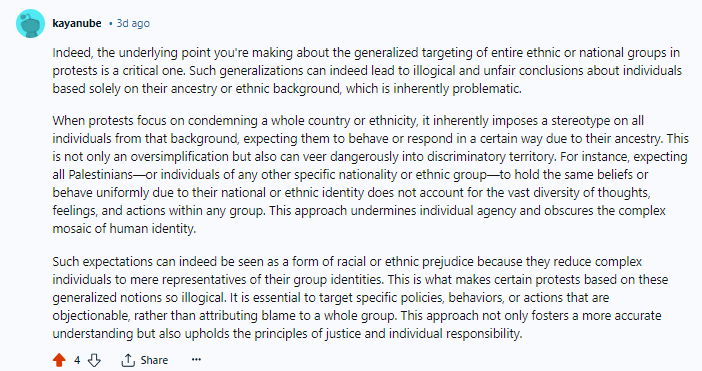 kayanube • 3d ago
Indeed, the underlying point you're making about the generalized targeting of entire ethnic or national groups in
protests is a critical one. Such generalizations can indeed lead to illogical and unfair conclusions about individuals
based solely on their ancestry or ethnic background, which is inherently problematic.
When protests focus on condemning a whole country or ethnicity, it inherently imposes a stereotype on all
individuals from that background, expecting them to behave or respond in a certain way due to their ancestry. This
is not only an oversimplification but also can veer dangerously into discriminatory territory. For instance, expecting
all Palestinians—or individuals of any other specific nationality or ethnic group—to hold the same beliefs or
behave uniformly due to their national or ethnic identity does not account for the vast diversity of thoughts,
feelings, and actions within any group. This approach undermines individual agency and obscures the complex
mosaic of human identity.
Such expectations can indeed be seen as a form of racial or ethnic prejudice because they reduce complex
individuals to mere representatives of their group identities. This is what makes certain protests based on these
generalized notions so illogical. It is essential to target specific policies, behaviors, or actions that are
objectionable, rather than attributing blame to a whole group. This approach not only fosters a more accurate
understanding but also upholds the principles of justice and individual responsibility.
4 Share ···